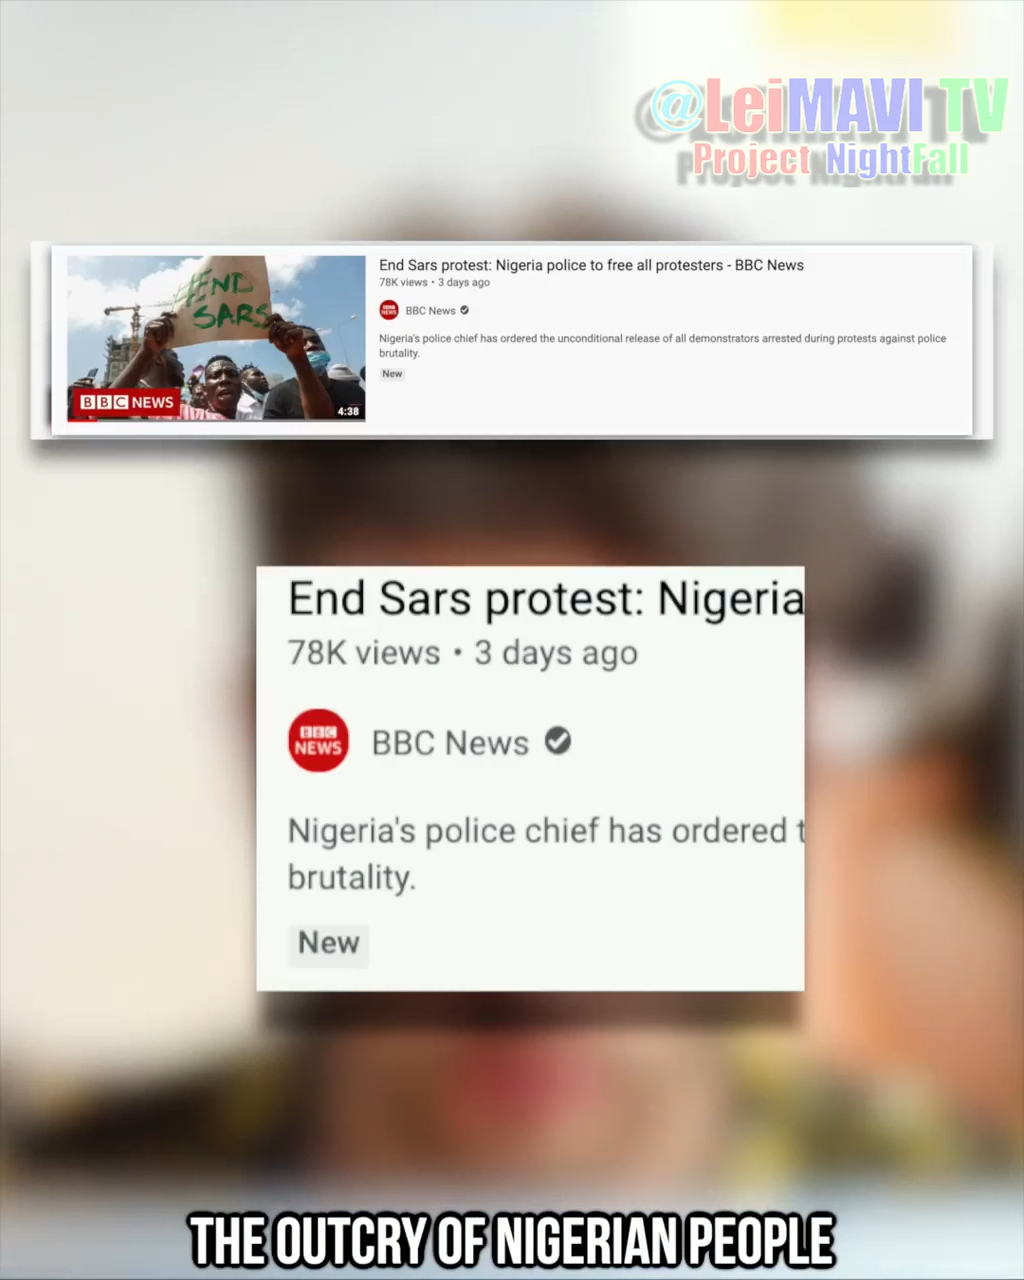 @LeiMAVI TV
Project NightFall
End Sars protest: Nigeria police to free all protesters - BBC News
78K views • 3 days ago
BBC NEWS
BBC News
Nigeria's police chief has ordered the unconditional release of all demonstrators arrested during protests against police
brutality.
New
#END
SARS
BBC NEWS
4:38
End Sars protest: Nigeria
78K views • 3 days ago
BBC
NEWS
BBC News
Nigeria's police chief has ordered t
brutality.
New
THE OUTCRY OF NIGERIAN PEOPLE